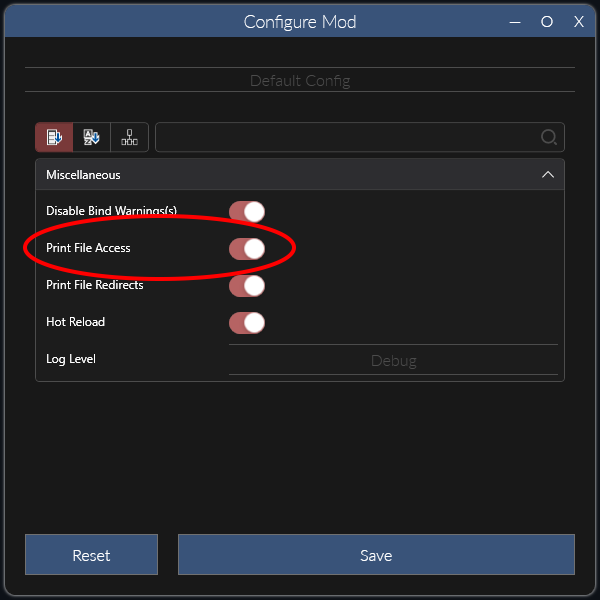 Configure Mod
Default Config
Miscellaneous
Disable Bind Warnings(s)
Print File Access
Print File Redirects
Hot Reload
Log Level
Debug
Reset
Save